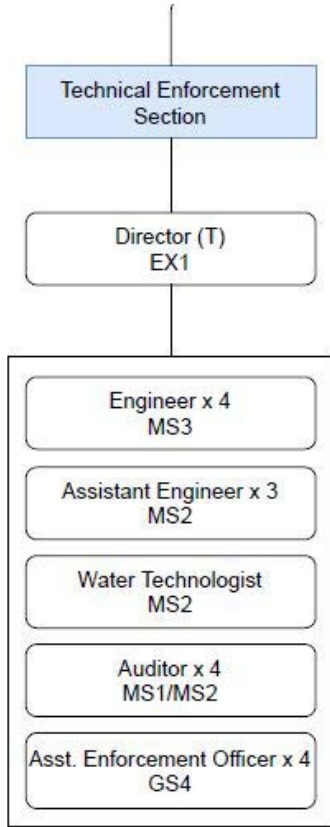 Technical Enforcement
Section
Director (T)
EX1
Engineer x 4
MS3
Assistant Engineer x 3
MS2
Water Technologist
MS2
Auditor x 4
MS1/MS2
Asst. Enforcement Officer x 4
GS4